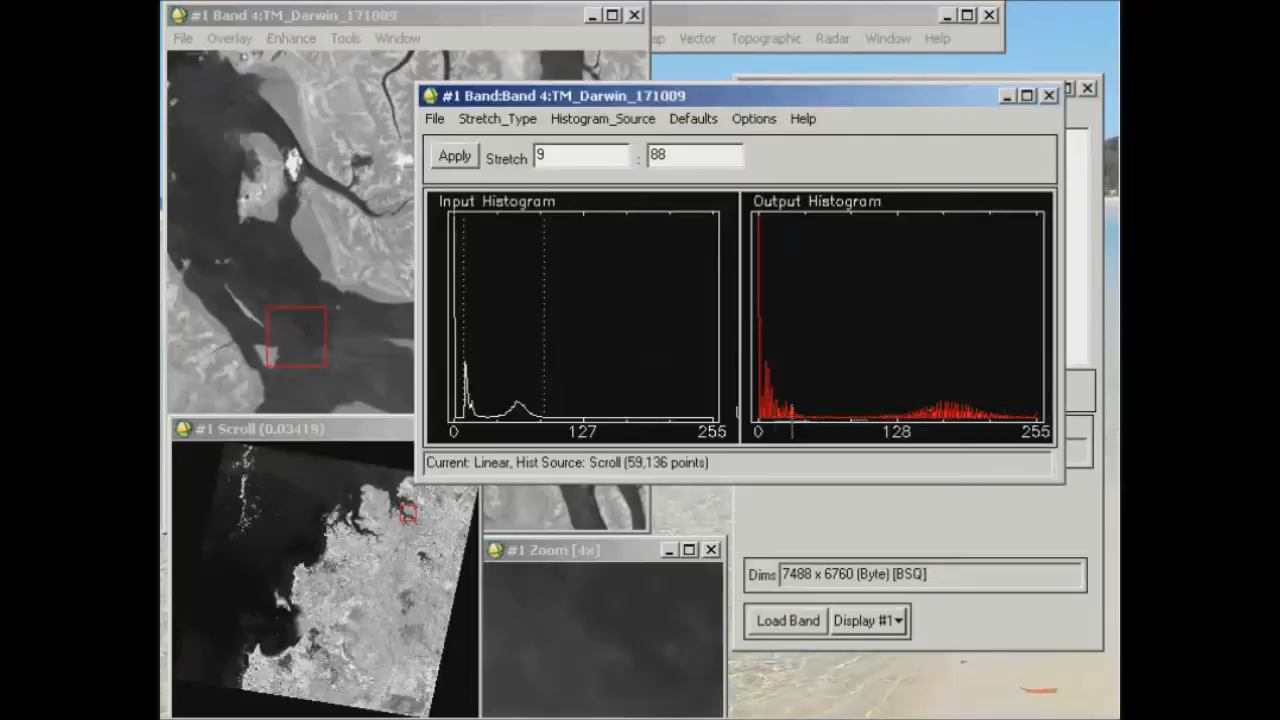 #1 Band 4:TM_Darwin_171009
File Overlay Enhance Tools Window
Vector Topographic Radar Window Help
#1 Band:Band 4:TM_Darwin_171009
File Stretch_Type Histogram_Source Defaults Options Help
Apply Stretch 9 : 88
Input Histogram
0 127 255
Output Histogram
0 128 255
Current: Linear, Hist Source: Scroll (59,136 points)
#1 Scroll (0.03419)
#1 Zoom [4x]
Dims 7488 x 6760 (Byte) [BSQ]
Load Band Display #1